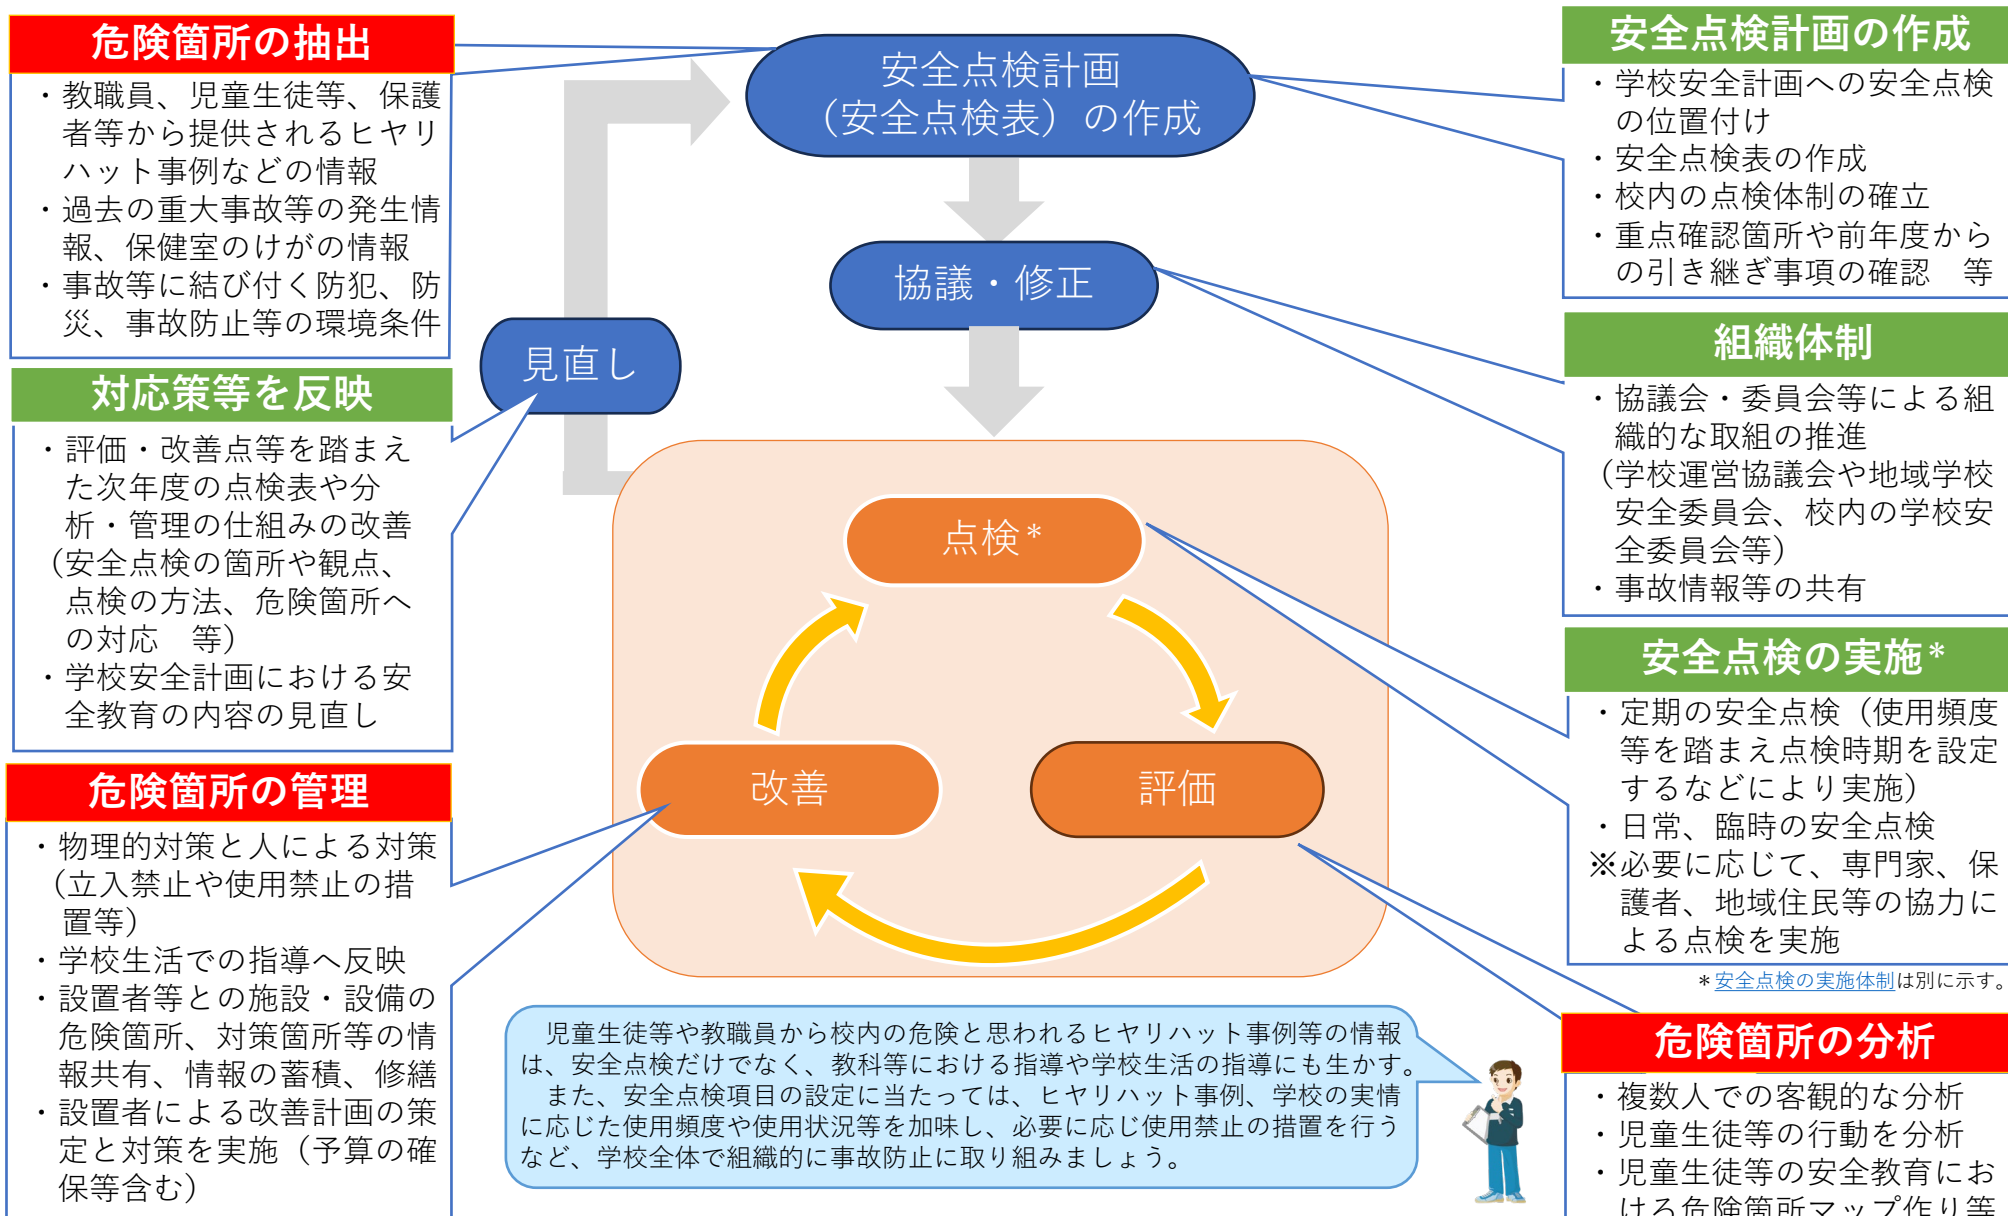 危険箇所の抽出
・教職員、児童生徒等、保護
者等から提供されるヒヤリ
ハット事例などの情報
・過去の重大事故等の発生情
報、保健室のけがの情報
・事故等に結び付く防犯、防
災、事故防止等の環境条件
対応策等を反映
・評価・改善点等を踏まえ
た次年度の点検表や分
析・管理の仕組みの改善
（安全点検の箇所や観点、
点検の方法、危険箇所へ
の対応　等）
・学校安全計画における安
全教育の内容の見直し
危険箇所の管理
・物理的対策と人による対策
（立入禁止や使用禁止の措
置等）
・学校生活での指導へ反映
・設置者等との施設・設備の
危険箇所、対策箇所等の情
報共有、情報の蓄積、修繕
・設置者による改善計画の策
定と対策を実施（予算の確
保等含む）
安全点検計画
（安全点検表）の作成
協議・修正
見直し
点検*
評価
改善
児童生徒等や教職員から校内の危険と思われるヒヤリハット事例等の情報
は、安全点検だけでなく、教科等における指導や学校生活の指導にも生かす。
また、安全点検項目の設定に当たっては、ヒヤリハット事例、学校の実情
に応じた使用頻度や使用状況等を加味し、必要に応じ使用禁止の措置を行う
など、学校全体で組織的に事故防止に取り組みましょう。
安全点検計画の作成
・学校安全計画への安全点検
の位置付け
・安全点検表の作成
・校内の点検体制の確立
・重点確認箇所や前年度から
の引き継ぎ事項の確認　等
組織体制
・協議会・委員会等による組
織的な取組の推進
（学校運営協議会や地域学校
安全委員会、校内の学校安
全委員会等）
・事故情報等の共有
安全点検の実施*
・定期の安全点検（使用頻度
等を踏まえ点検時期を設定
するなどにより実施）
・日常、臨時の安全点検
※必要に応じて、専門家、保
護者、地域住民等の協力に
よる点検を実施
*安全点検の実施体制は別に示す。
危険箇所の分析
・複数人での客観的な分析
・児童生徒等の行動を分析
・児童生徒等の安全教育にお
ける危険箇所マップ作り等